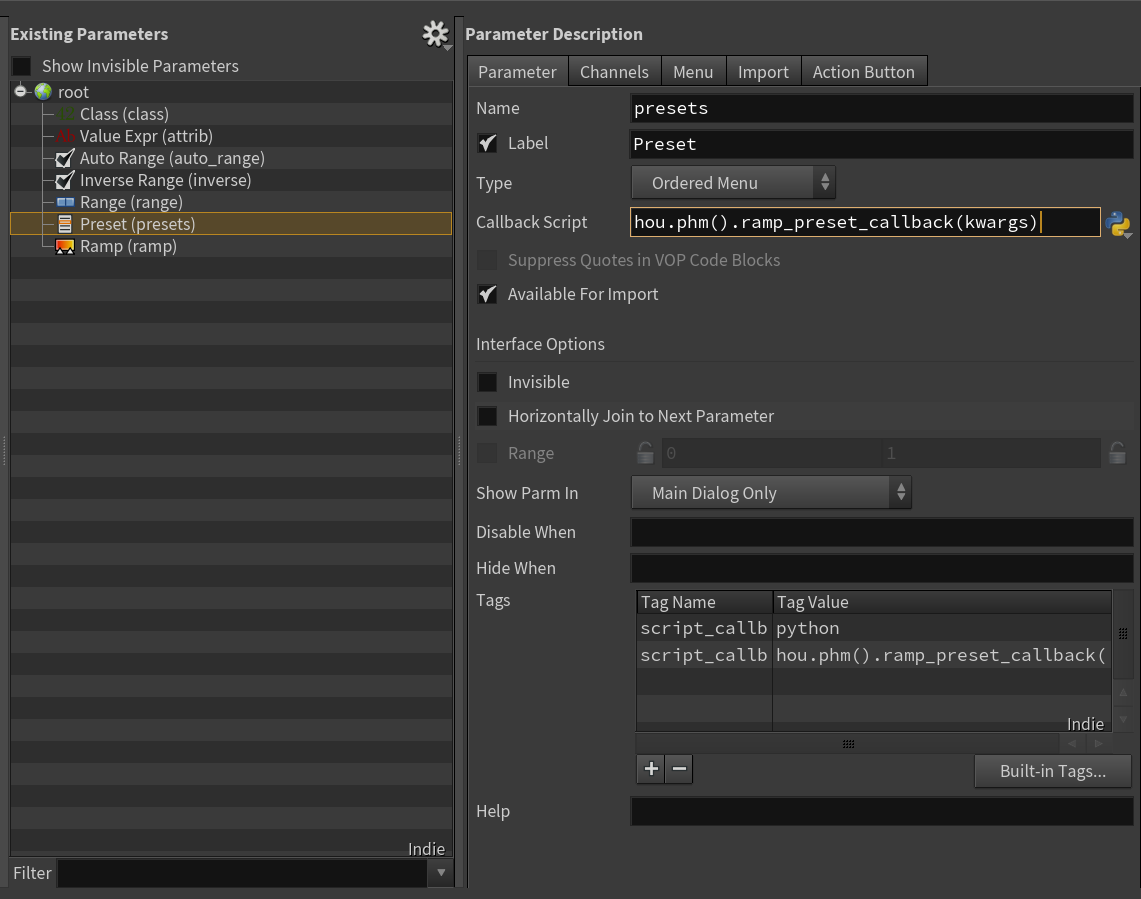 Existing Parameters
Show Invisible Parameters
root
Class (class)
Value Expr (attrib)
Auto Range (auto_range)
Inverse Range (inverse)
Range (range)
Preset (presets)
Ramp (ramp)
Indie
Filter
Parameter Description
Parameter Channels Menu Import Action Button
Name presets
Label Preset
Type Ordered Menu
Callback Script hou.phm().ramp_preset_callback(kwargs)
Suppress Quotes in VOP Code Blocks
Available For Import
Interface Options
Invisible
Horizontally Join to Next Parameter
Range 0 1
Show Parm In Main Dialog Only
Disable When
Hide When
Tags
Tag Name Tag Value
script_callb python
script_callb hou.phm().ramp_preset_callback(
Indie
+ −
Built-in Tags...
Help